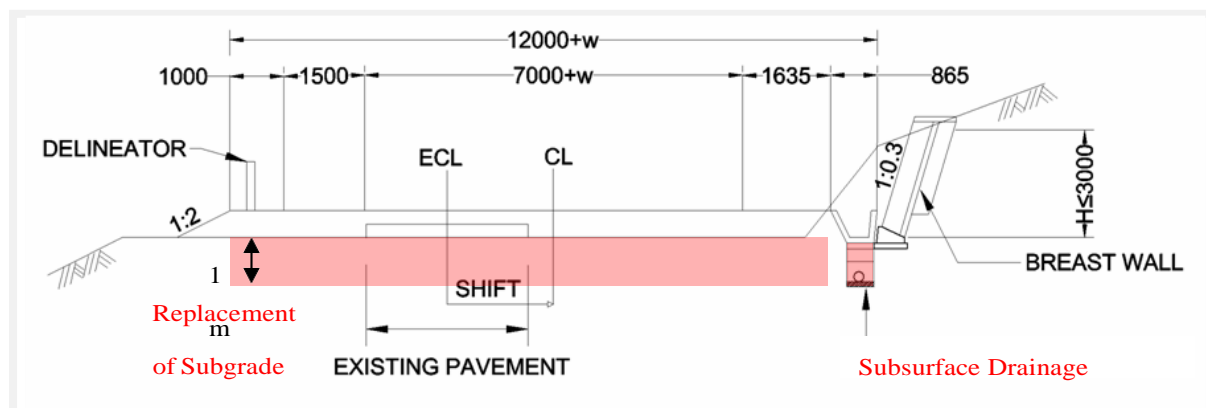 12000+w
1000
1500
7000+w
1635
865
DELINEATOR
ECL
CL
1:0.3
H≤3000
1:2
BREAST WALL
1
SHIFT
Replacement
m
of Subgrade
EXISTING PAVEMENT
Subsurface Drainage